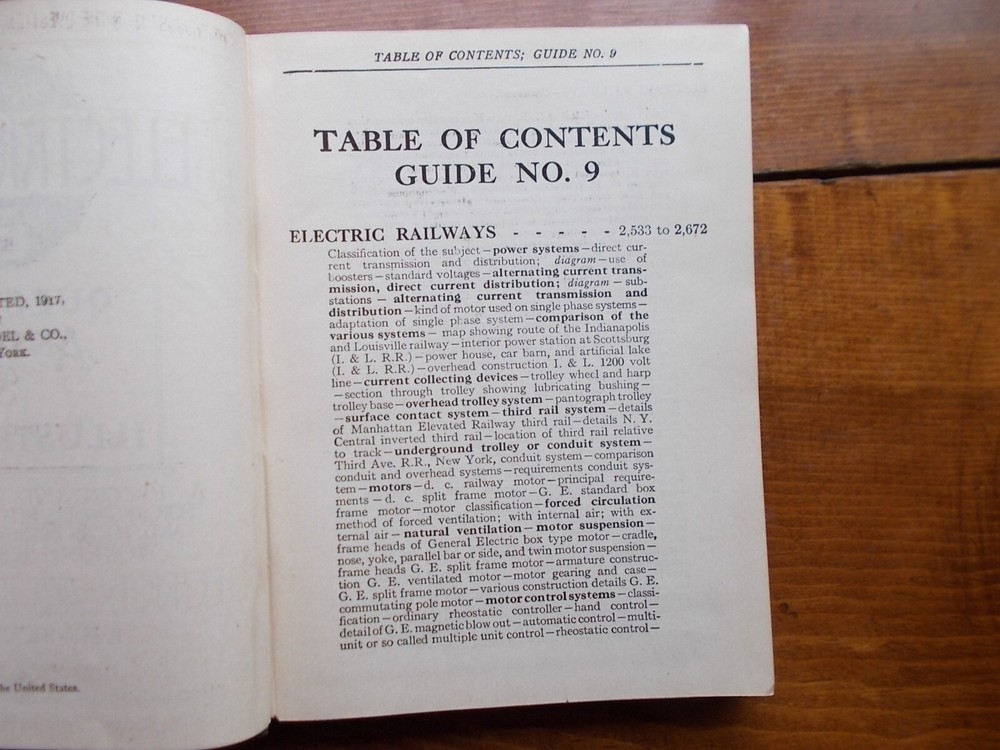 TED, 1917,
DEL & CO.,
YORK.
he United States.
TABLE OF CONTENTS; GUIDE NO. 9
TABLE OF CONTENTS
GUIDE NO. 9
ELECTRIC RAILWAYS - - - - - 2,533 to 2,672
Classification of the subject—power systems—direct cur-
rent transmission and distribution; diagram—use of
boosters—standard voltages—alternating current trans-
mission, direct current distribution; diagram—sub-
stations—alternating current transmission and
distribution—kind of motor used on single phase systems—
adaptation of single phase system—comparison of the
various systems—map showing route of the Indianapolis
and Louisville railway—interior power station at Scottsburg
(I. & L. R.R.)—power house, car barn, and artificial lake
(I. & L. R.R.)—overhead construction I. & L. 1200 volt
line—current collecting devices—trolley wheel and harp
—section through trolley showing lubricating bushing—
trolley base—overhead trolley system—pantograph trolley
—surface contact system—third rail system—details
of Manhattan Elevated Railway third rail—details N. Y.
Central inverted third rail—location of third rail relative
to track—underground trolley or conduit system—
Third Ave. R.R., New York, conduit system—comparison
conduit and overhead systems—requirements conduit sys-
tem—motors—d. c. railway motor—principal require-
ments—d. c. split frame motor—G. E. standard box
frame motor—motor classification—forced circulation
method of forced ventilation; with internal air; with ex-
ternal air—natural ventilation—motor suspension—
frame heads of General Electric box type motor—cradle,
nose, yoke, parallel bar or side, and twin motor suspension—
frame heads G. E. split frame motor—armature construc-
tion G. E. ventilated motor—motor gearing and case—
G. E. split frame motor—various construction details G. E.
commutating pole motor—motor control systems—classi-
fication—ordinary rheostatic controller—hand control—
detail of G. E. magnetic blow out—automatic control—multi-
unit or so called multiple unit control—rheostatic control—